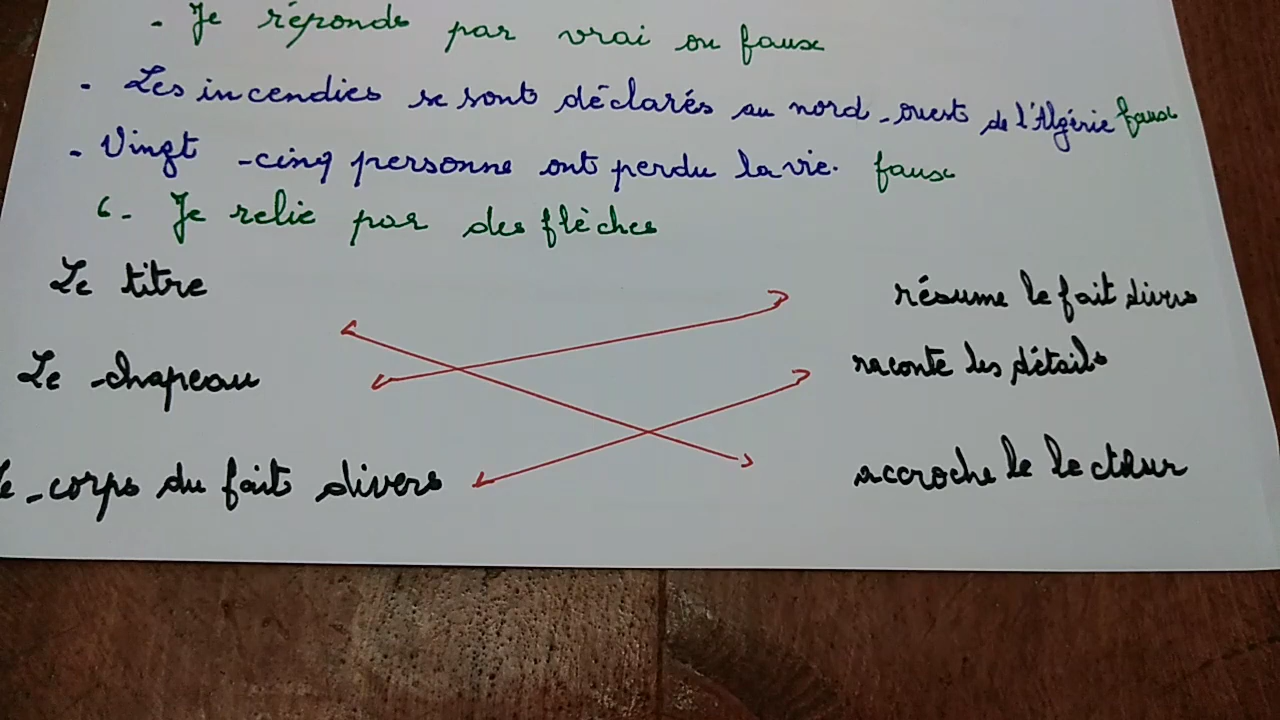 - Je réponds par vrai ou faux
- Les incendies se sont déclarés au nord-ouest de l'Algérie faux
- Vingt-cinq personne ont perdu la vie. faux
6- Je relie par des flèches
Le titre résume le fait divers
Le chapeau raconte les détails
Le corps du fait divers accroche le lecteur